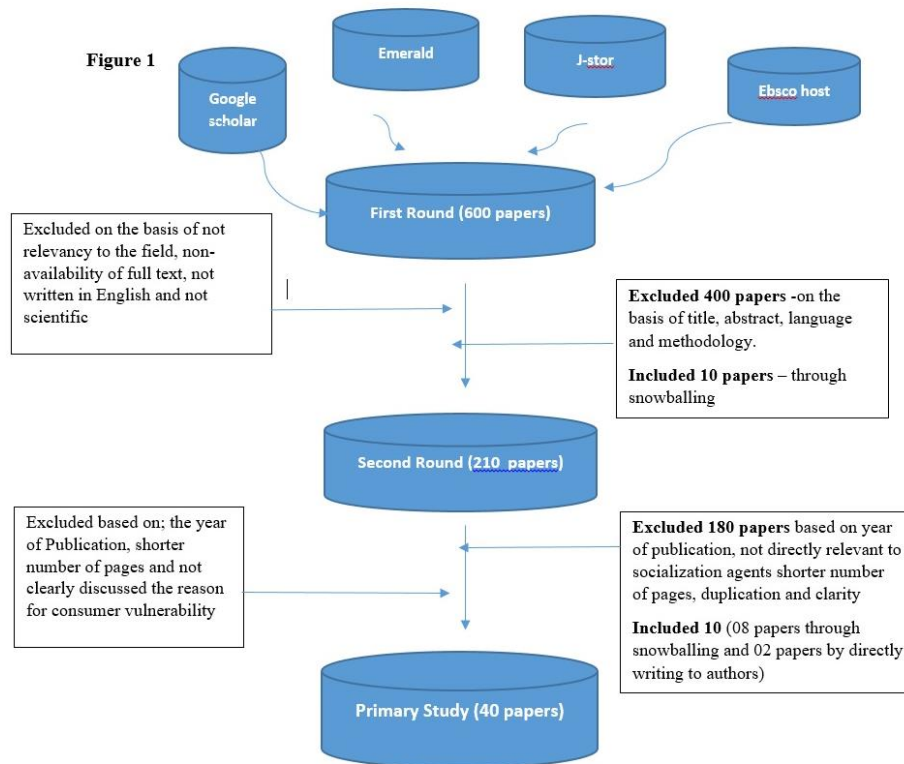 Figure 1
Google
scholar
Emerald
J-stor
Ebsco host
First Round (600 papers)
Excluded on the basis of not
relevancy to the field, non-
availability of full text, not
written in English and not
scientific
Excluded 400 papers -on the
basis of title, abstract, language
and methodology.
Included 10 papers – through
snowballing
Second Round (210 papers)
Excluded based on; the year
of Publication, shorter
number of pages and not
clearly discussed the reason
for consumer vulnerability
Excluded 180 papers based on year
of publication, not directly relevant to
socialization agents shorter number
of pages, duplication and clarity
Included 10 (08 papers through
snowballing and 02 papers by directly
writing to authors)
Primary Study (40 papers)